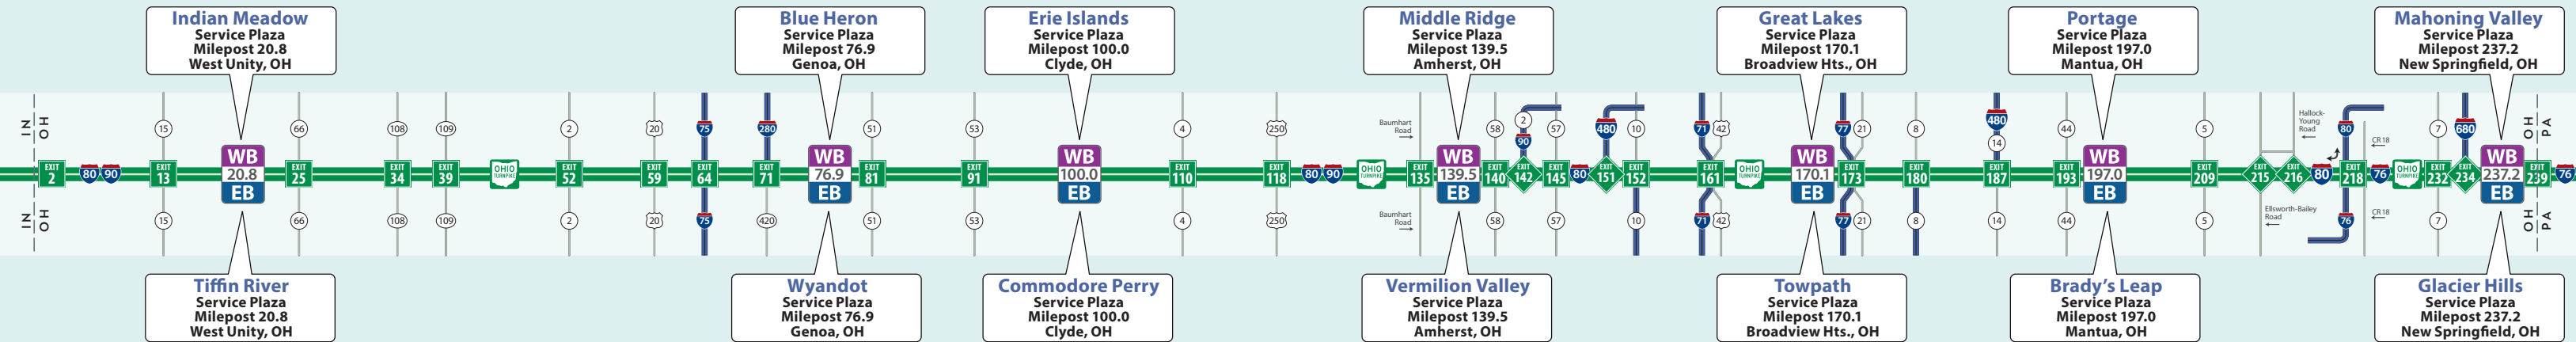 Indian Meadow
Service Plaza
Milepost 20.8
West Unity, OH
Blue Heron
Service Plaza
Milepost 76.9
Genoa, OH
Erie Islands
Service Plaza
Milepost 100.0
Clyde, OH
Middle Ridge
Service Plaza
Milepost 139.5
Amherst, OH
Great Lakes
Service Plaza
Milepost 170.1
Broadview Hts., OH
Portage
Service Plaza
Milepost 197.0
Mantua, OH
Mahoning Valley
Service Plaza
Milepost 237.2
New Springfield, OH
IN
OH
15
66
108
109
2
20
75
280
51
53
4
250
Baumhart
Road
58
2
90
57
480
10
71
42
77
21
8
480
14
44
5
Hallock-
Young
Road
80
CR 18
7
680
OH
PA
EXIT
2
80
90
EXIT
13
WB
20.8
EB
EXIT
25
EXIT
34
EXIT
39
OHIO
TURNPIKE
EXIT
52
EXIT
59
EXIT
64
EXIT
71
WB
76.9
EB
EXIT
81
EXIT
91
WB
100.0
EB
EXIT
110
EXIT
118
80
90
OHIO
TURNPIKE
EXIT
135
WB
139.5
EB
EXIT
140
EXIT
142
EXIT
145
80
EXIT
151
EXIT
152
EXIT
161
OHIO
TURNPIKE
WB
170.1
EB
EXIT
173
EXIT
180
EXIT
187
EXIT
193
WB
197.0
EB
EXIT
209
EXIT
215
EXIT
216
80
EXIT
218
76
OHIO
TURNPIKE
EXIT
232
EXIT
234
WB
237.2
EB
EXIT
239
76
IN
OH
15
66
108
109
2
20
75
420
51
53
4
250
Baumhart
Road
58
57
10
71
42
77
21
8
14
44
5
Ellsworth-Bailey
Road
76
CR 18
7
OH
PA
Tiffin River
Service Plaza
Milepost 20.8
West Unity, OH
Wyandot
Service Plaza
Milepost 76.9
Genoa, OH
Commodore Perry
Service Plaza
Milepost 100.0
Clyde, OH
Vermilion Valley
Service Plaza
Milepost 139.5
Amherst, OH
Towpath
Service Plaza
Milepost 170.1
Broadview Hts., OH
Brady's Leap
Service Plaza
Milepost 197.0
Mantua, OH
Glacier Hills
Service Plaza
Milepost 237.2
New Springfield, OH